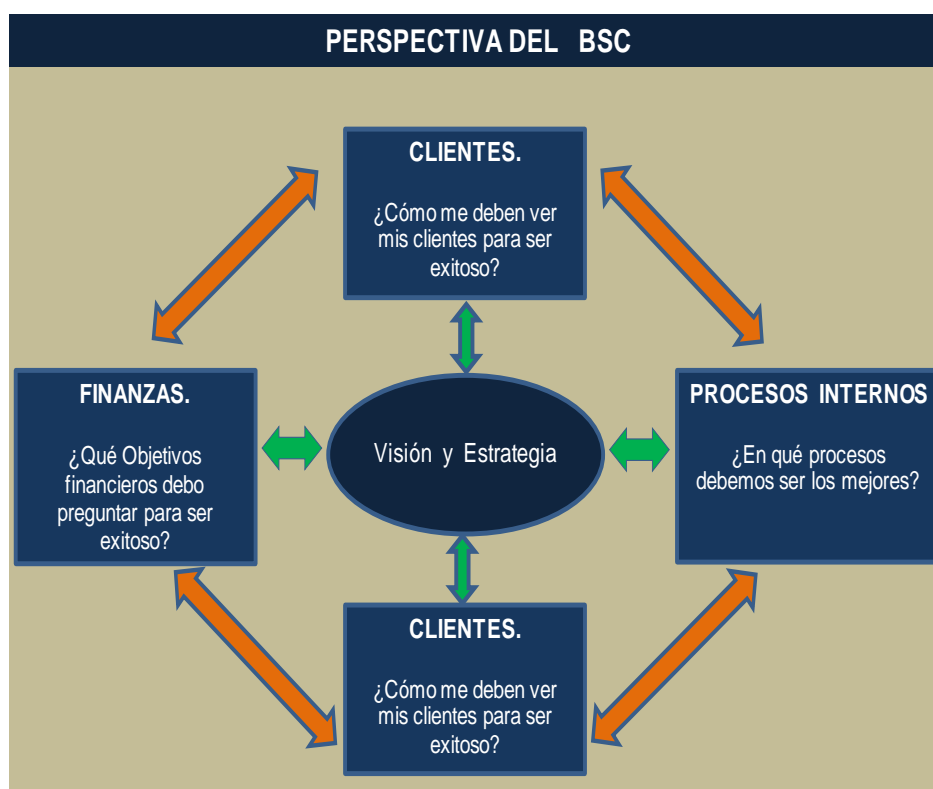 PERSPECTIVA DEL BSC
CLIENTES.
¿Cómo me deben ver
mis clientes para ser
exitoso?
FINANZAS.
¿Qué Objetivos
financieros debo
preguntar para ser
exitoso?
Visión y Estrategia
PROCESOS INTERNOS
¿En qué procesos
debemos ser los mejores?
CLIENTES.
¿Cómo me deben ver
mis clientes para ser
exitoso?